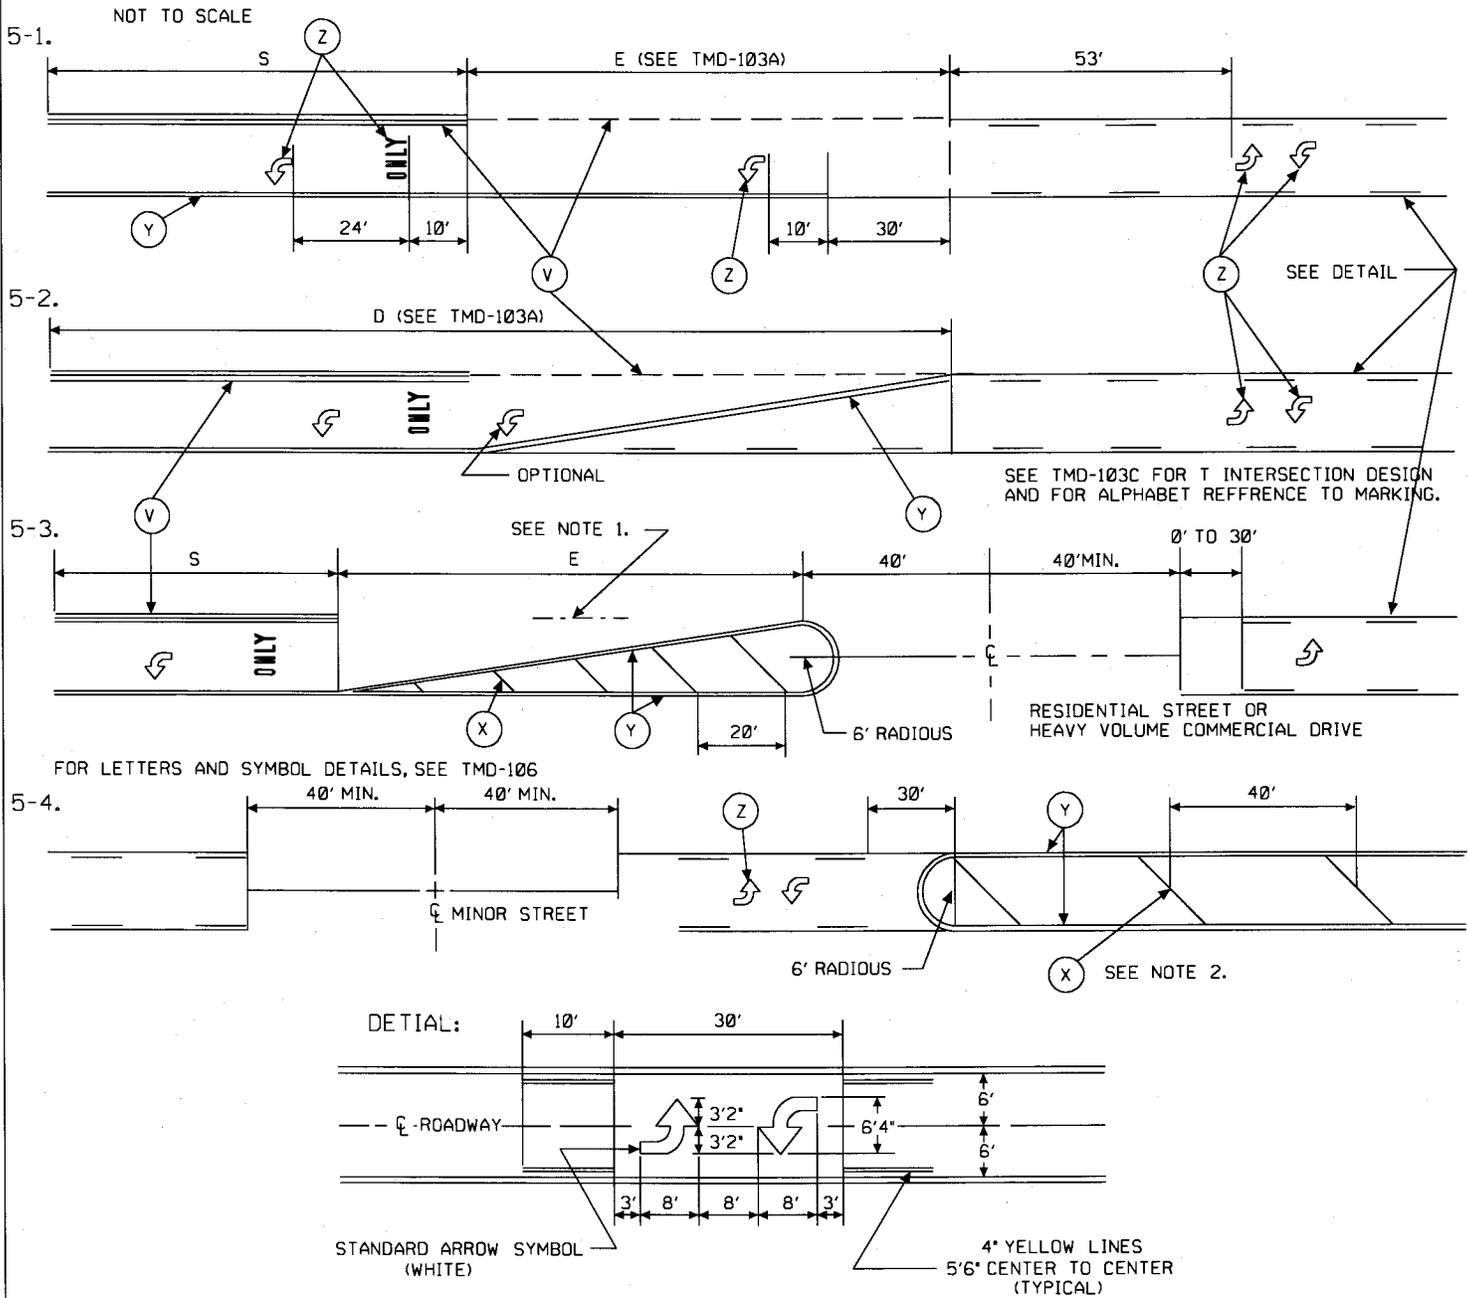 NOT TO SCALE
5-1.
Z
S
E (SEE TMD-103A)
53'
ONLY
Y
24'
10'
V
Z
10'
30'
Z
SEE DETAIL
5-2.
D (SEE TMD-103A)
ONLY
OPTIONAL
V
Y
SEE TMD-103C FOR T INTERSECTION DESIGN
AND FOR ALPHABET REFFRENCE TO MARKING.
5-3.
SEE NOTE 1.
0' TO 30'
S
E
40'
40'MIN.
ONLY
℄
X
Y
20'
6' RADIOUS
RESIDENTIAL STREET OR
HEAVY VOLUME COMMERCIAL DRIVE
FOR LETTERS AND SYMBOL DETAILS, SEE TMD-106
5-4.
40' MIN.
40' MIN.
Z
30'
Y
40'
℄ MINOR STREET
6' RADIOUS
X
SEE NOTE 2.
DETIAL:
10'
30'
℄ ROADWAY
3'2"
3'2"
6'4"
6'
6'
3'
8'
8'
8'
3'
STANDARD ARROW SYMBOL
(WHITE)
4" YELLOW LINES
5'6" CENTER TO CENTER
(TYPICAL)